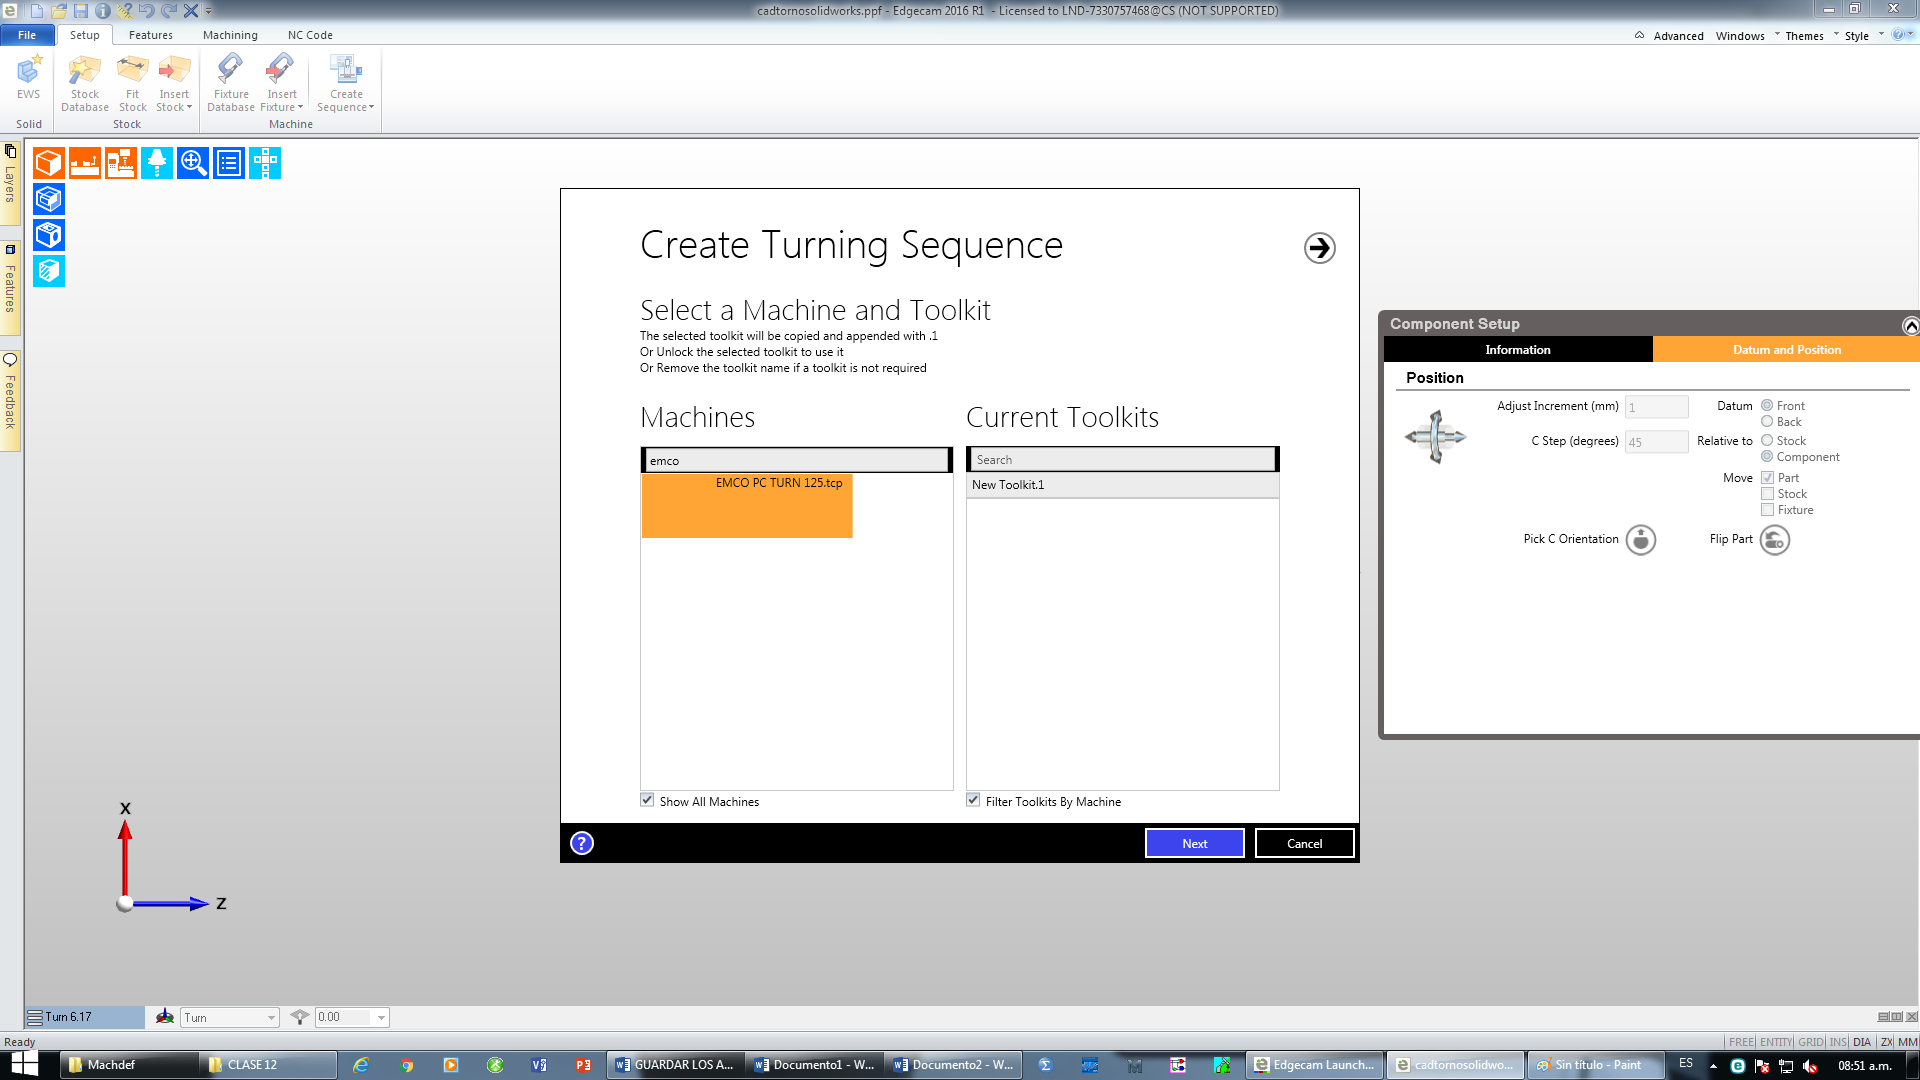 cadtornosolidworks.ppf - Edgecam 2016 R1 - Licensed to LND-7330757468@CS (NOT SUPPORTED)
File Setup Features Machining NC Code
Advanced Windows Themes Style
EWS
Stock Database
Fit Stock
Insert Stock
Fixture Database
Insert Fixture
Create Sequence
Solid Stock Machine
Layers
Features
Feedback
Create Turning Sequence
Select a Machine and Toolkit
The selected toolkit will be copied and appended with .1
Or Unlock the selected toolkit to use it
Or Remove the toolkit name if a toolkit is not required
Machines
emco
EMCO PC TURN 125.tcp
Show All Machines
Current Toolkits
Search
New Toolkit.1
Filter Toolkits By Machine
? Next Cancel
Component Setup
Information Datum and Position
Position
Adjust Increment (mm) 1 Datum Front
Back
C Step (degrees) 45 Relative to Stock
Component
Move Part
Stock
Fixture
Pick C Orientation Flip Part
X
Z
Turn 6.17 Turn 0.00
Ready FREE ENTITY GRID INS DIA ZX MM
Machdef CLASE 12 GUARDAR LOS A... Documento1 - W... Documento2 - W... Edgecam Launch... cadtornosolidwo... Sin título - Paint ES 08:51 a.m.